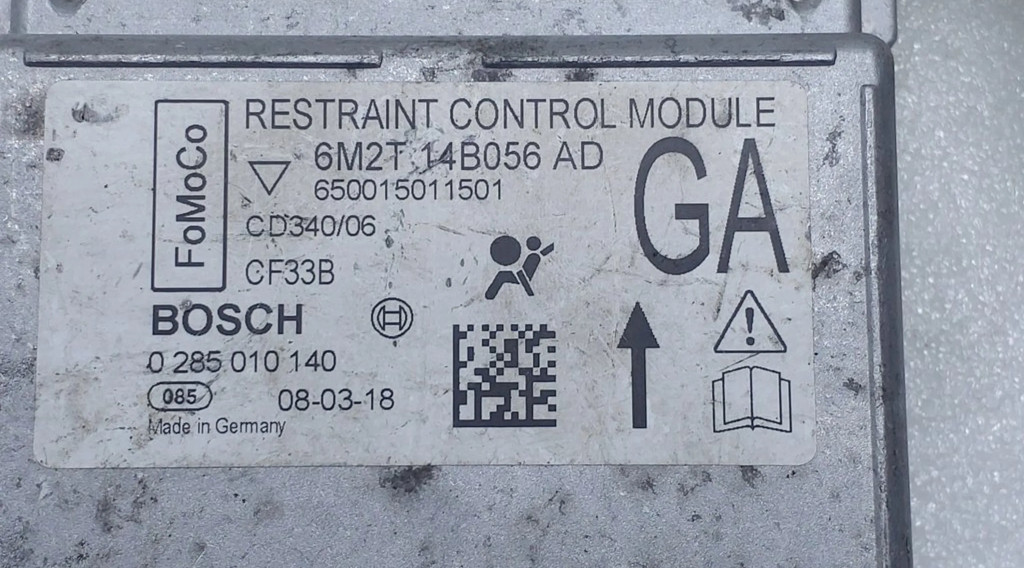 FoMoCo
RESTRAINT CONTROL MODULE
6M2T 14B056 AD
650015011501
GA
CD340/06
CF33B
BOSCH
0 285 010 140
085
08-03-18
Made in Germany